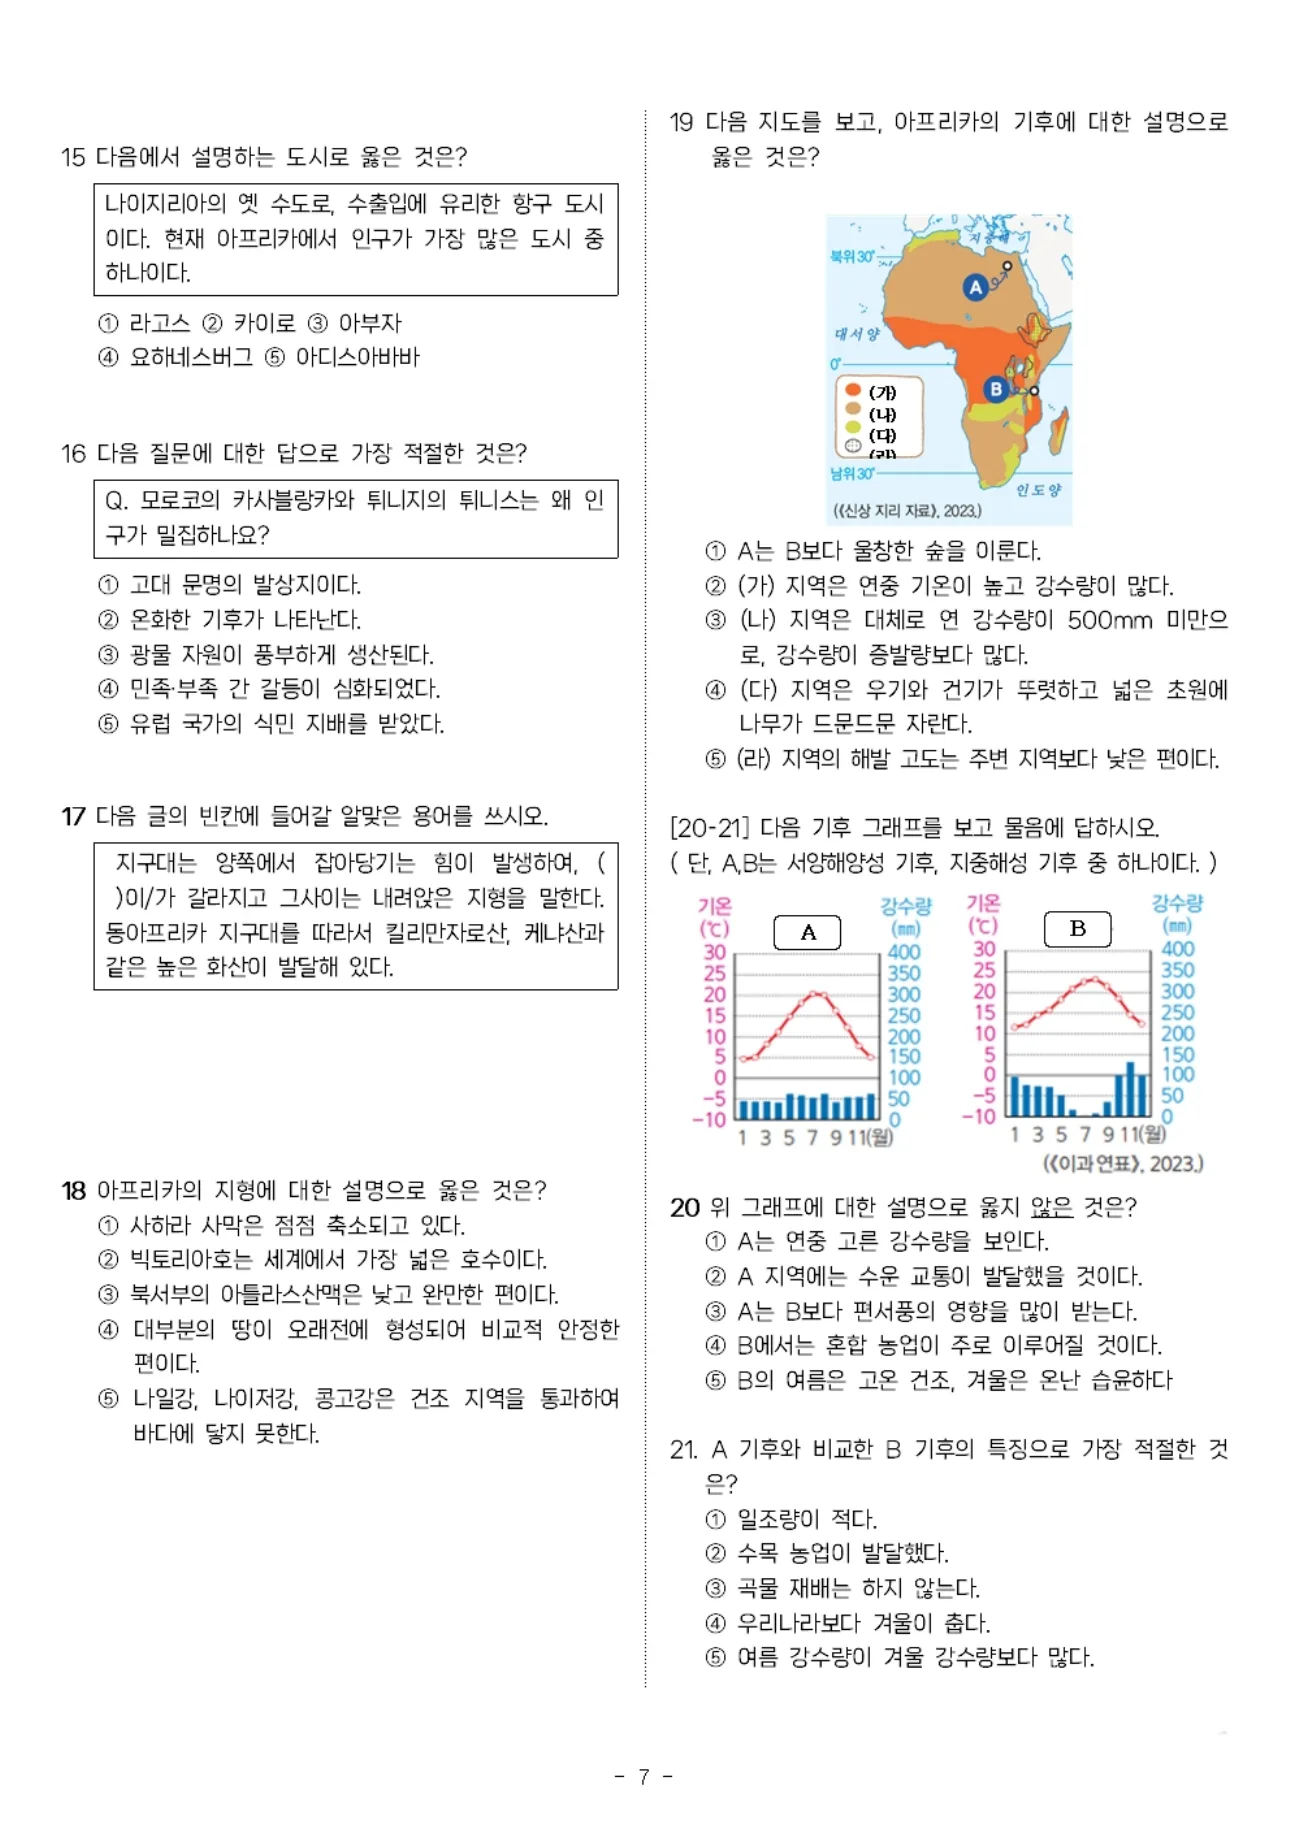 15 다음에서 설명하는 도시로 옳은 것은?
나이지리아의 옛 수도로, 수출입에 유리한 항구 도시
이다. 현재 아프리카에서 인구가 가장 많은 도시 중
하나이다.
① 라고스 ② 카이로 ③ 아부자
④ 요하네스버그 ⑤ 아디스아바바
16 다음 질문에 대한 답으로 가장 적절한 것은?
Q. 모로코의 카사블랑카와 튀니지의 튀니스는 왜 인
구가 밀집하나요?
① 고대 문명의 발상지이다.
② 온화한 기후가 나타난다.
③ 광물 자원이 풍부하게 생산된다.
④ 민족·부족 간 갈등이 심화되었다.
⑤ 유럽 국가의 식민 지배를 받았다.
17 다음 글의 빈칸에 들어갈 알맞은 용어를 쓰시오.
지구대는 양쪽에서 잡아당기는 힘이 발생하여, (
)이/가 갈라지고 그사이는 내려앉은 지형을 말한다.
동아프리카 지구대를 따라서 킬리만자로산, 케냐산과
같은 높은 화산이 발달해 있다.
18 아프리카의 지형에 대한 설명으로 옳은 것은?
① 사하라 사막은 점점 축소되고 있다.
② 빅토리아호는 세계에서 가장 넓은 호수이다.
③ 북서부의 아틀라스산맥은 낮고 완만한 편이다.
④ 대부분의 땅이 오래전에 형성되어 비교적 안정한
편이다.
⑤ 나일강, 나이저강, 콩고강은 건조 지역을 통과하여
바다에 닿지 못한다.
19 다음 지도를 보고, 아프리카의 기후에 대한 설명으로
옳은 것은?
지중해
북위 30°
A
대서양
0°
B
(가)
(나)
(다)
(라)
남위 30°
인도양
(《신상 지리 자료》, 2023.)
① A는 B보다 울창한 숲을 이룬다.
② (가) 지역은 연중 기온이 높고 강수량이 많다.
③ (나) 지역은 대체로 연 강수량이 500mm 미만으
로, 강수량이 증발량보다 많다.
④ (다) 지역은 우기와 건기가 뚜렷하고 넓은 초원에
나무가 드문드문 자란다.
⑤ (라) 지역의 해발 고도는 주변 지역보다 낮은 편이다.
[20-21] 다음 기후 그래프를 보고 물음에 답하시오.
( 단, A,B는 서양해양성 기후, 지중해성 기후 중 하나이다. )
기온 강수량 기온 강수량
(℃) A (㎜) (℃) B (㎜)
30 400 30 400
25 350 25 350
20 300 20 300
15 250 15 250
10 200 10 200
5 150 5 150
0 100 0 100
-5 50 -5 50
-10 0 -10 0
1 3 5 7 9 11(월) 1 3 5 7 9 11(월)
(《이과 연표》, 2023.)
20 위 그래프에 대한 설명으로 옳지 않은 것은?
① A는 연중 고른 강수량을 보인다.
② A 지역에는 수운 교통이 발달했을 것이다.
③ A는 B보다 편서풍의 영향을 많이 받는다.
④ B에서는 혼합 농업이 주로 이루어질 것이다.
⑤ B의 여름은 고온 건조, 겨울은 온난 습윤하다
21. A 기후와 비교한 B 기후의 특징으로 가장 적절한 것
은?
① 일조량이 적다.
② 수목 농업이 발달했다.
③ 곡물 재배는 하지 않는다.
④ 우리나라보다 겨울이 춥다.
⑤ 여름 강수량이 겨울 강수량보다 많다.
- 7 -